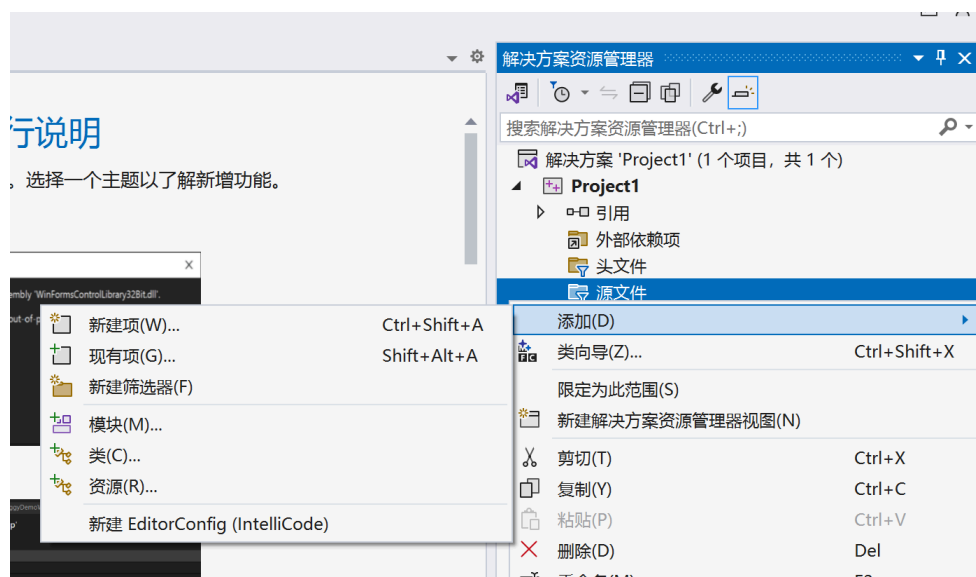 解决方案资源管理器
行说明
搜索解决方案资源管理器(Ctrl+;)
解决方案 'Project1' (1 个项目，共 1 个)
。选择一个主题以了解新增功能。
Project1
引用
外部依赖项
头文件
源文件
'WinFormsControlLibrary32Bit.dll'.
新建项(W)... Ctrl+Shift+A
现有项(G)... Shift+Alt+A
新建筛选器(F)
模块(M)...
类(C)...
资源(R)...
新建 EditorConfig (IntelliCode)
添加(D)
类向导(Z)... Ctrl+Shift+X
限定为此范围(S)
新建解决方案资源管理器视图(N)
剪切(T) Ctrl+X
复制(Y) Ctrl+C
粘贴(P) Ctrl+V
删除(D) Del